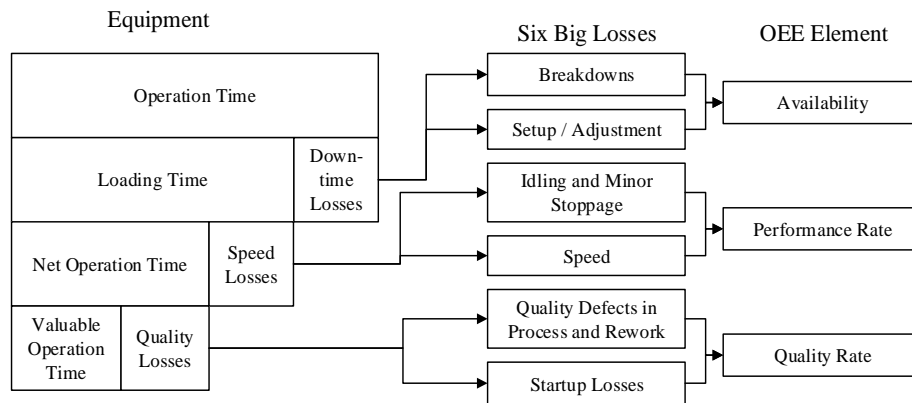 Equipment
Six Big Losses
OEE Element
Operation Time
Loading Time
Down-
time
Losses
Net Operation Time
Speed
Losses
Valuable
Operation
Time
Quality
Losses
Breakdowns
Setup / Adjustment
Idling and Minor
Stoppage
Speed
Quality Defects in
Process and Rework
Startup Losses
Availability
Performance Rate
Quality Rate